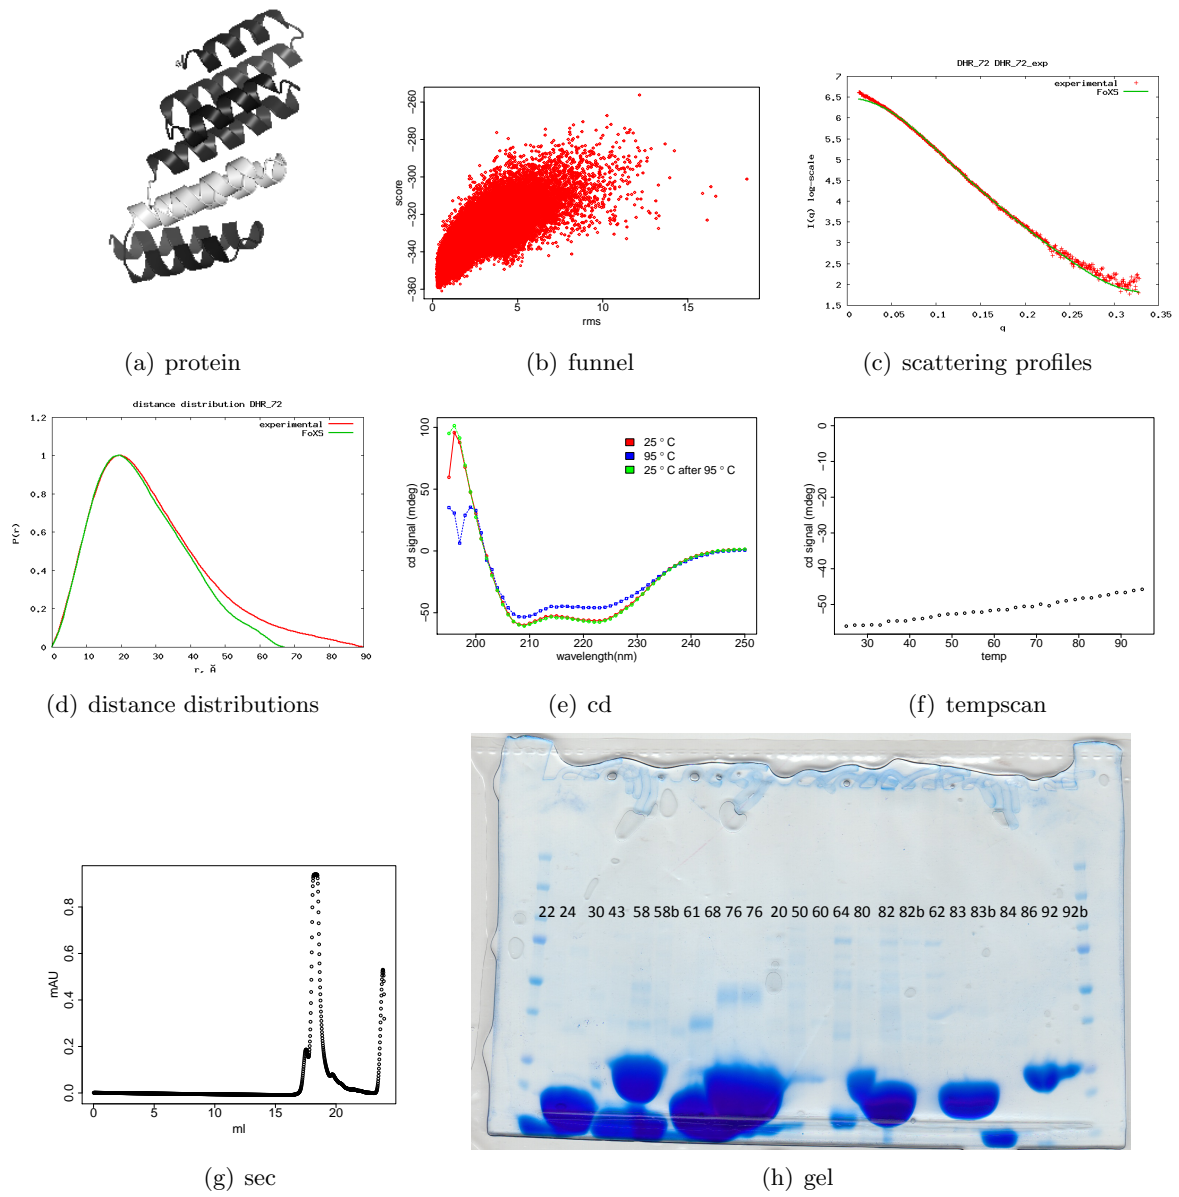 DHR_72 DHR_72_exp
experimental
FoXS
7
6.5
6
5.5
5
4.5
4
3.5
3
2.5
2
1.5
I(q) log-scale
0 0.05 0.1 0.15 0.2 0.25 0.3 0.35
q
−260
−280
−300
−320
−340
−360
score
0 5 10 15
rms
(a) protein
(b) funnel
(c) scattering profiles
distance distribution DHR_72
experimental
FoXS
1.2
1
0.8
0.6
0.4
0.2
0
P(r)
0 10 20 30 40 50 60 70 80 90
r, Å
100
50
0
−50
cd signal (mdeg)
25 °C
95 °C
25 °C after 95 °C
200 210 220 230 240 250
wavelength(nm)
0
−10
−20
−30
−40
−50
cd signal (mdeg)
30 40 50 60 70 80 90
temp
(d) distance distributions
(e) cd
(f) tempscan
0.8
0.6
0.4
0.2
0.0
mAU
0 5 10 15 20
ml
22 24 30 43 58 58b 61 68 76 76 20 50 60 64 80 82 82b 62 83 83b 84 86 92 92b
(g) sec
(h) gel